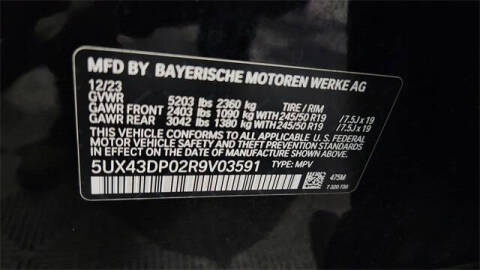 MFD BY BAYERISCHE MOTOREN WERKE AG
12/23
GVWR 5203 lbs 2360 kg TIRE / RIM
GAWR FRONT 2403 lbs 1090 kg WITH 245/50 R19 / 7.5J x 19
GAWR REAR 3042 lbs 1380 kg WITH 245/50 R19 / 7.5J x 19
THIS VEHICLE CONFORMS TO ALL APPLICABLE U.S. FEDERAL
MOTOR VEHICLE SAFETY, BUMPER, AND THEFT
PREVENTION STANDARDS IN EFFECT ON THE
DATE OF MANUFACTURE SHOWN ABOVE.
5UX43DP02R9V03591 TYPE: MPV
475M